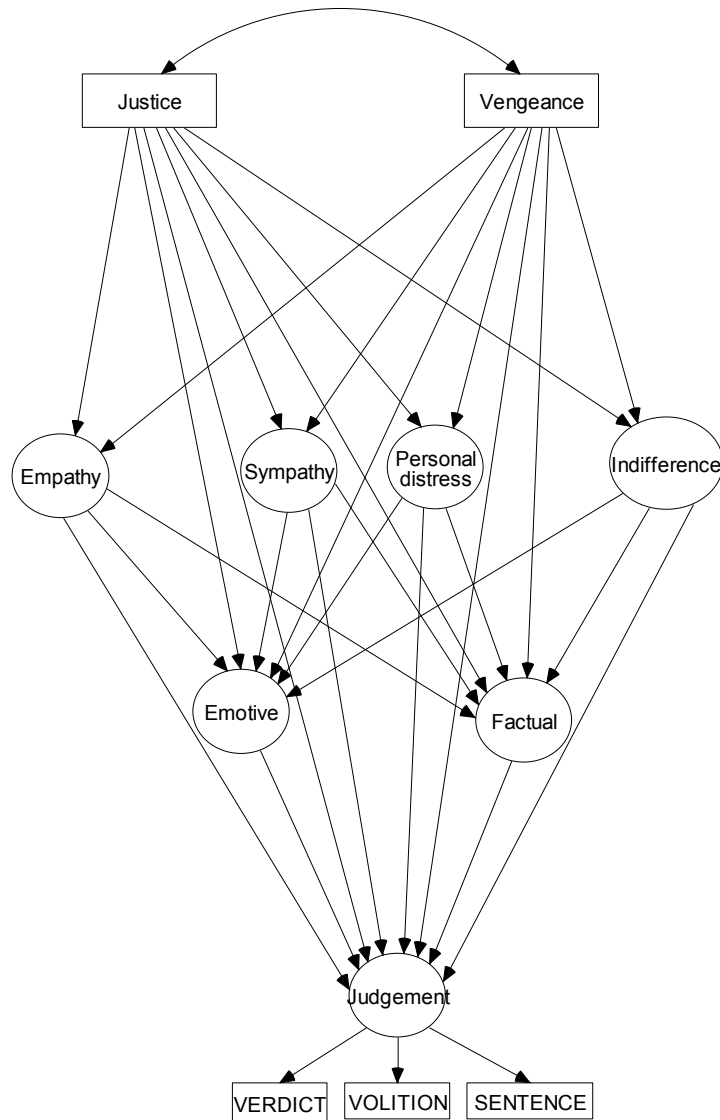 Justice
Vengeance
Empathy
Sympathy
Personal
distress
Indifference
Emotive
Factual
Judgement
VERDICT
VOLITION
SENTENCE